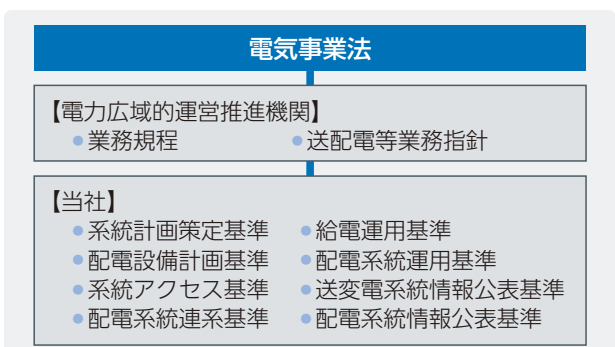 電気事業法
【電力広域的運営推進機関】
●業務規程 ●送配電等業務指針
【当社】
●系統計画策定基準 ●給電運用基準
●配電設備計画基準 ●配電系統運用基準
●系統アクセス基準 ●送変電系統情報公表基準
●配電系統連系基準 ●配電系統情報公表基準